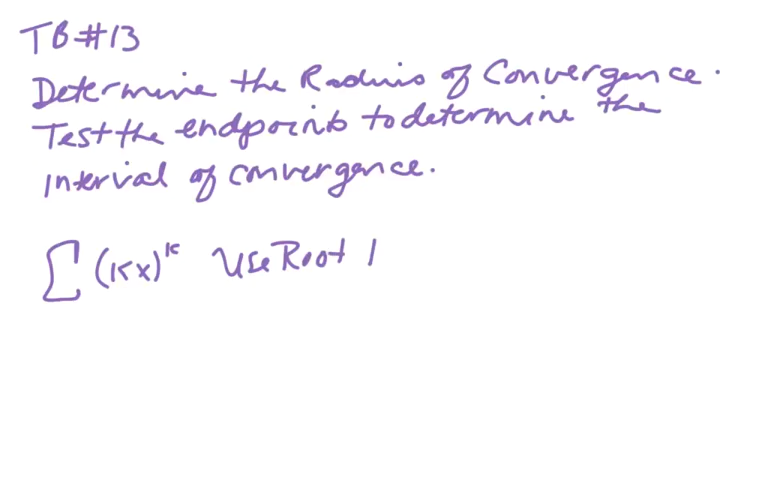 TB#13
Determine the Radius of Convergence.
Test the endpoints to determine the
interval of convergence.
∑ (kx)^k Use Root